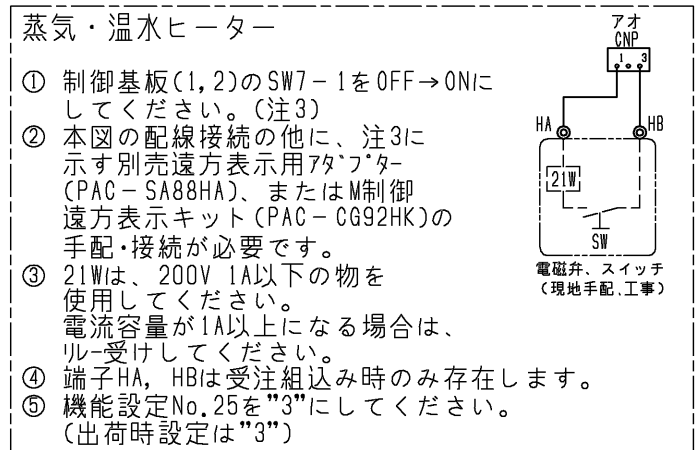 蒸気・温水ヒーター
① 制御基板(1,2)のSW7-1をOFF→ONに
してください。(注3)
② 本図の配線接続の他に、注3に
示す別売遠方表示用ｱﾀﾞﾌﾟﾀｰ
(PAC-SA88HA)、またはM制御
遠方表示キット(PAC-CG92HK)の
手配・接続が必要です。
③ 21Wは、200V 1A以下の物を
使用してください。
電流容量が1A以上になる場合は、
ﾘﾚｰ受けしてください。
④ 端子HA, HBは受注組込み時のみ存在します。
⑤ 機能設定No.25を"3"にしてください。
(出荷時設定は"3")
アオ
CNP
1 3
HA HB
21W
SW
電磁弁、スイッチ
(現地手配、工事)